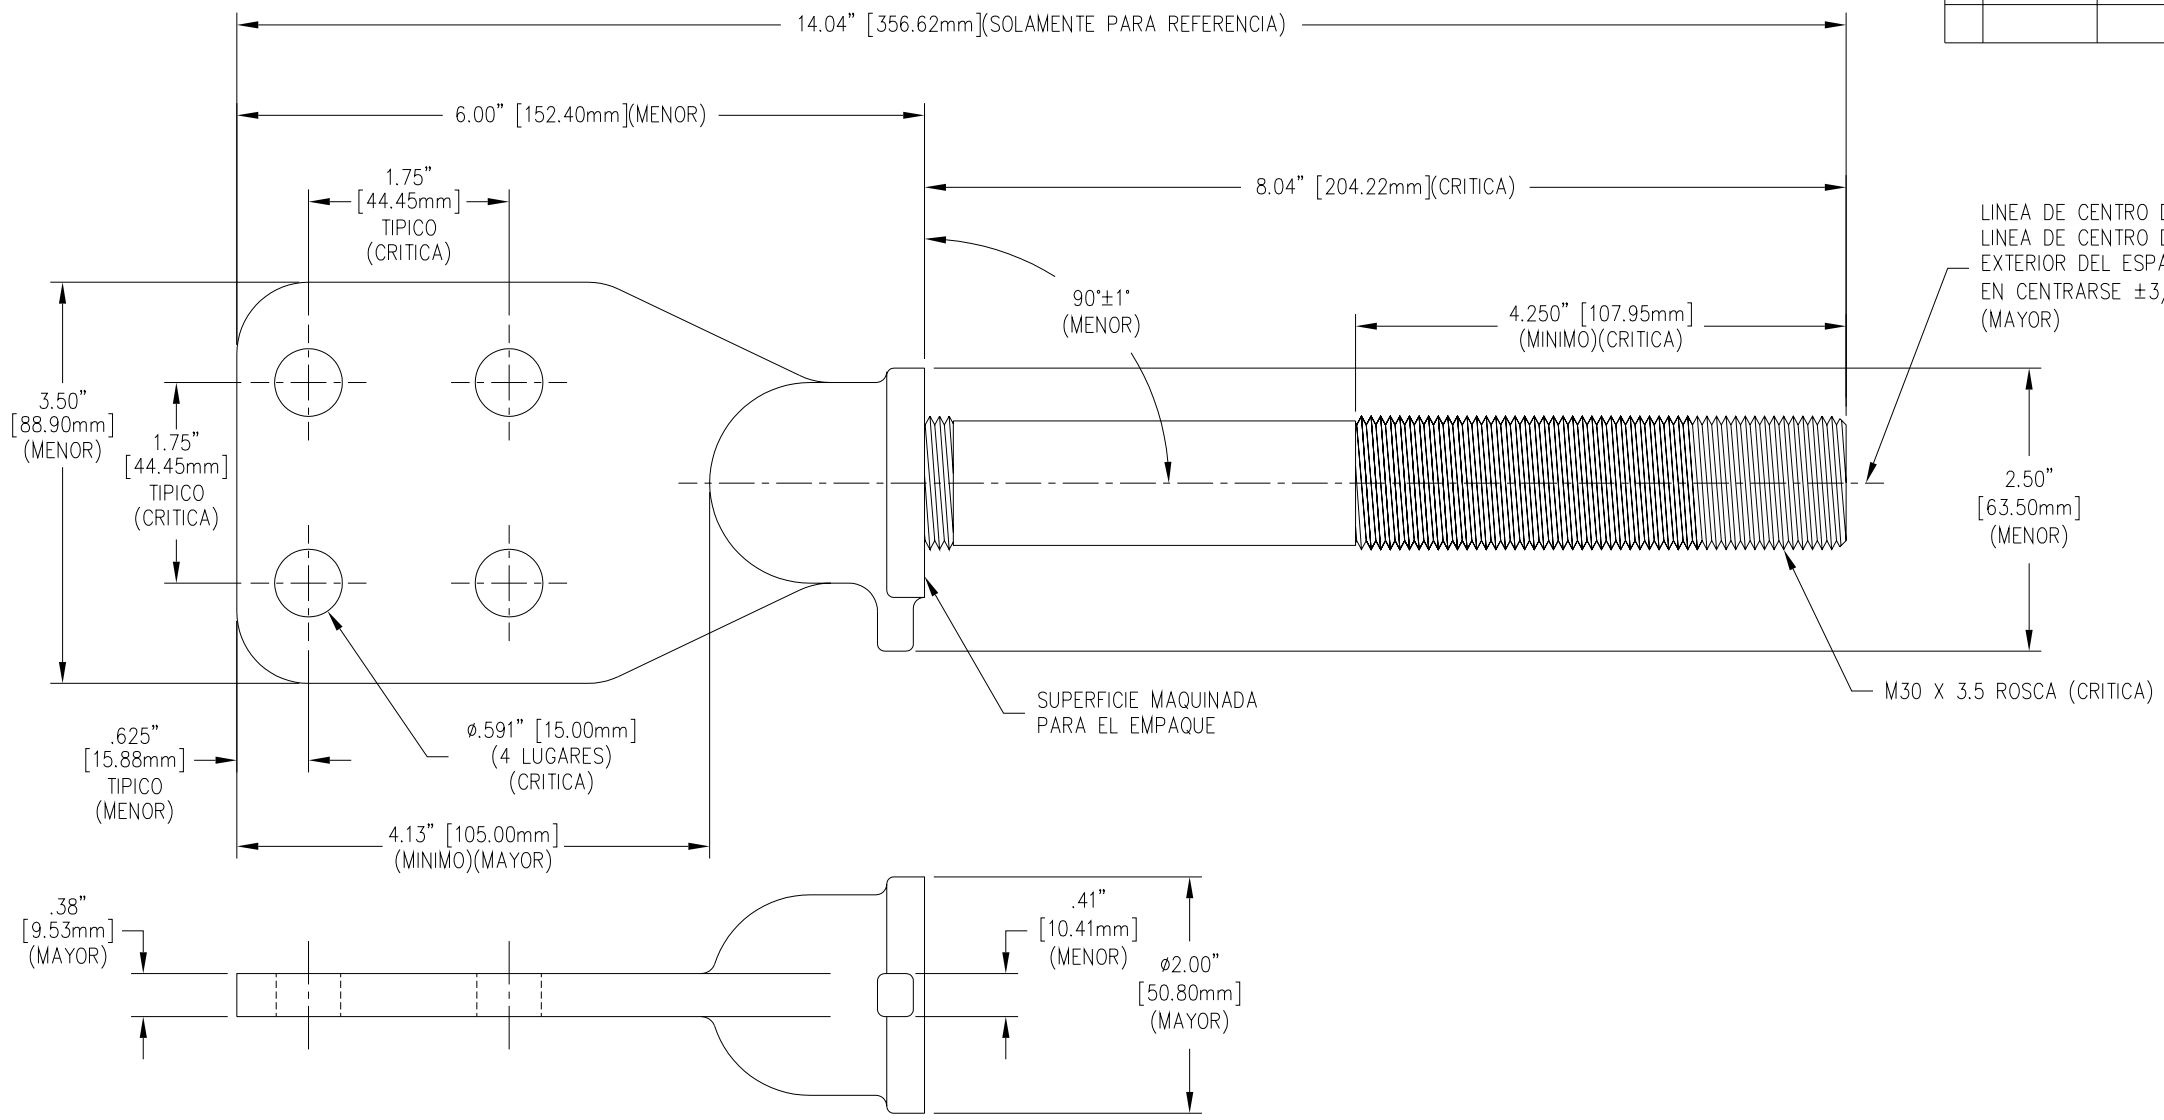 14.04” [356.62mm](SOLAMENTE PARA REFERENCIA)
6.00” [152.40mm](MENOR)
1.75”
[44.45mm]
TIPICO
(CRITICA)
8.04” [204.22mm](CRITICA)
LINEA DE CENTRO
LINEA DE CENTRO
EXTERIOR DEL
EN CENTRARSE
(MAYOR)
90°±1°
(MENOR)
4.250” [107.95mm]
(MINIMO)(CRITICA)
3.50”
[88.90mm]
(MENOR)
1.75”
[44.45mm]
TIPICO
(CRITICA)
2.50”
[63.50mm]
(MENOR)
M30 X 3.5 ROSCA (CRITICA)
SUPERFICIE MAQUINADA
PARA EL EMPAQUE
ø.591” [15.00mm]
(4 LUGARES)
(CRITICA)
.625”
[15.88mm]
TIPICO
(MENOR)
4.13” [105.00mm]
(MINIMO)(MAYOR)
.38”
[9.53mm]
(MAYOR)
.41”
[10.41mm]
(MENOR)
ø2.00”
[50.80mm]
(MAYOR)